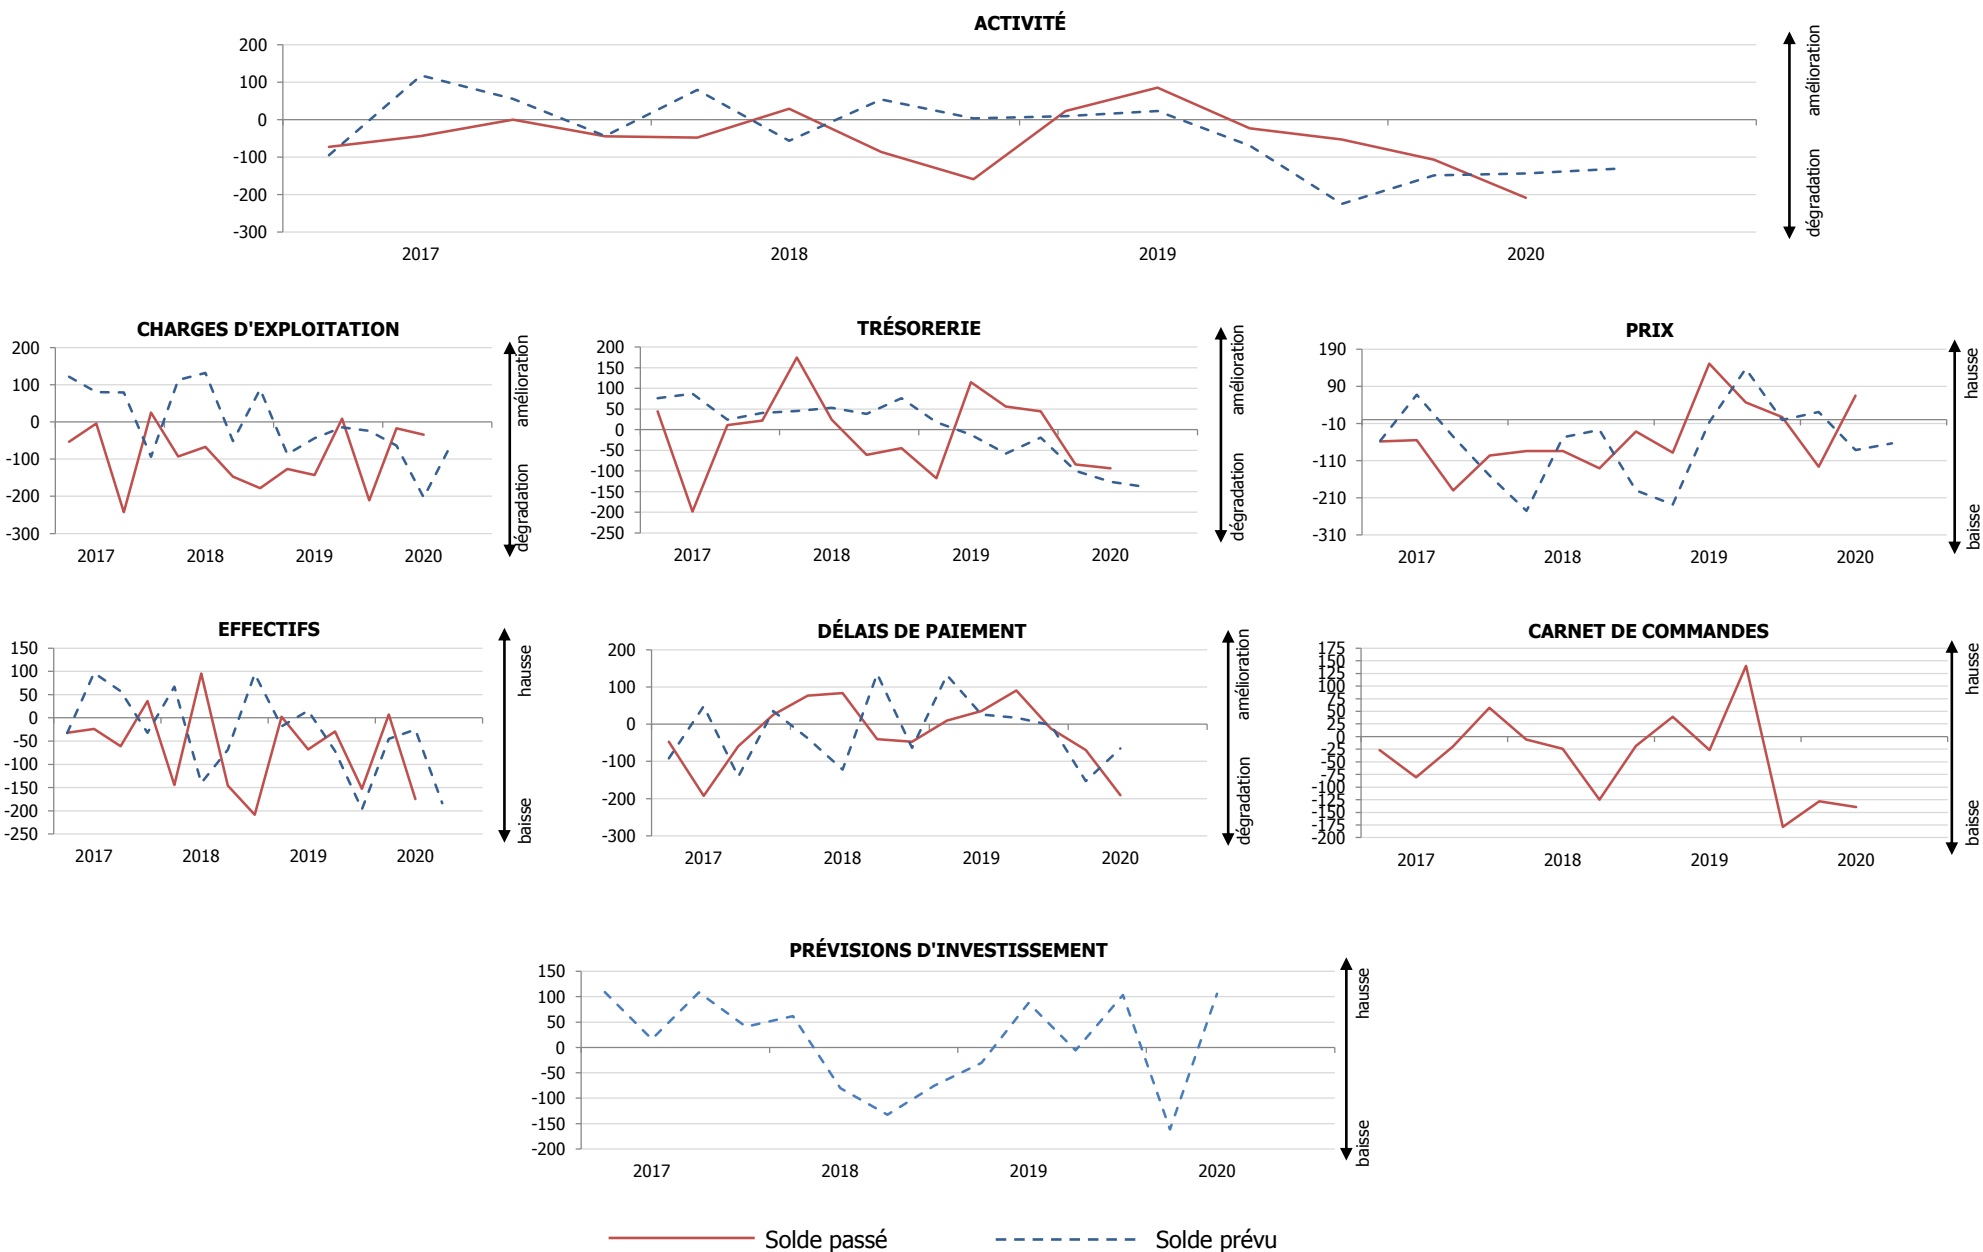 ACTIVITÉ
200
100
0
-100
-200
-300
2017 2018 2019 2020
amélioration
dégradation
CHARGES D'EXPLOITATION
200
100
0
-100
-200
-300
2017 2018 2019 2020
amélioration
dégradation
TRÉSORERIE
200
150
100
50
0
-50
-100
-150
-200
-250
2017 2018 2019 2020
amélioration
dégradation
PRIX
190
90
-10
-110
-210
-310
2017 2018 2019 2020
hausse
baisse
EFFECTIFS
150
100
50
0
-50
-100
-150
-200
-250
2017 2018 2019 2020
hausse
baisse
DÉLAIS DE PAIEMENT
200
100
0
-100
-200
-300
2017 2018 2019 2020
amélioration
dégradation
CARNET DE COMMANDES
175
150
125
100
75
50
25
0
-25
-50
-75
-100
-125
-150
-175
-200
2017 2018 2019 2020
hausse
baisse
PRÉVISIONS D'INVESTISSEMENT
150
100
50
0
-50
-100
-150
-200
2017 2018 2019 2020
hausse
baisse
Solde passé Solde prévu